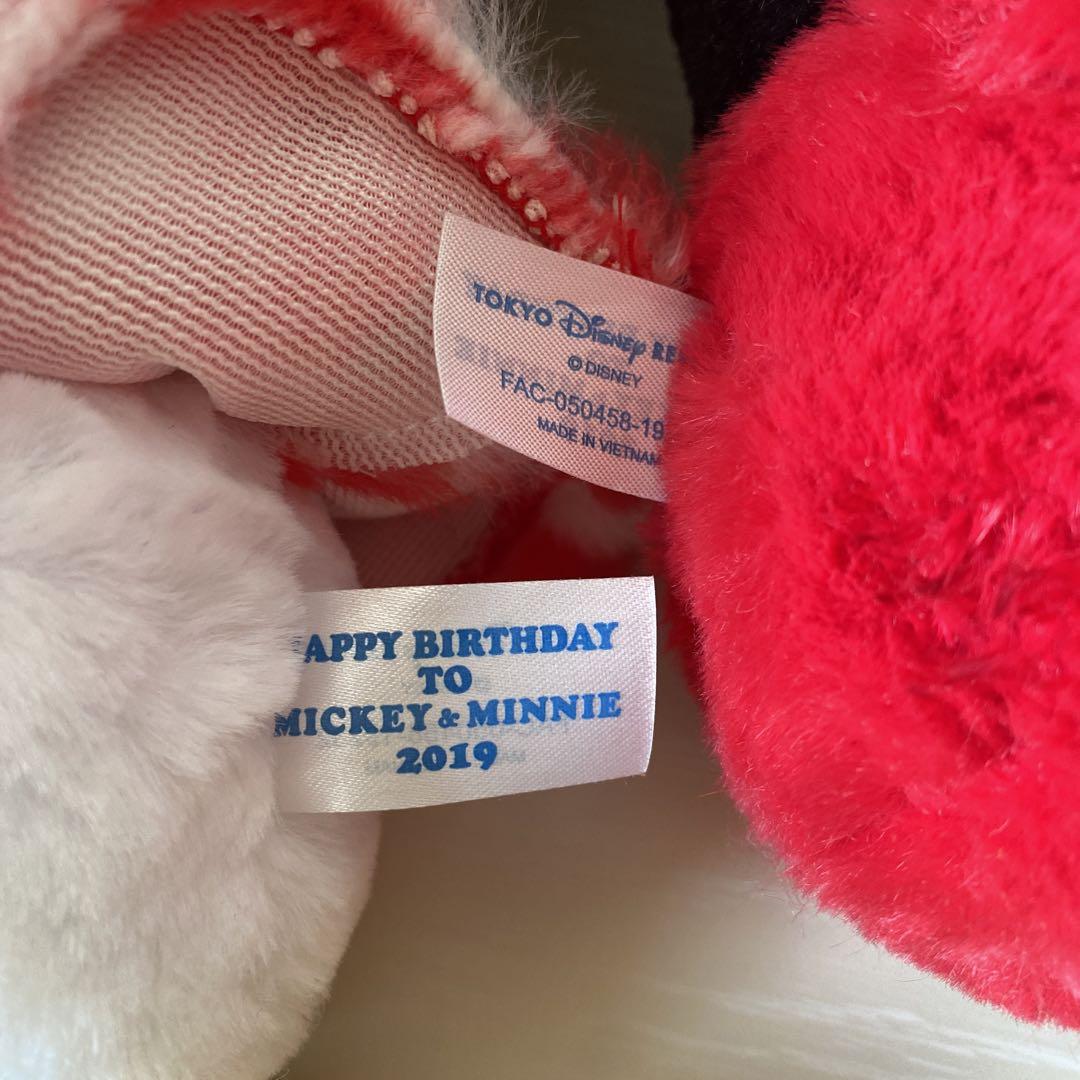 TOKYO Disney RE
© DISNEY
FAC-050458-19
MADE IN VIETNAM
APPY BIRTHDAY
TO
MICKEY & MINNIE
2019